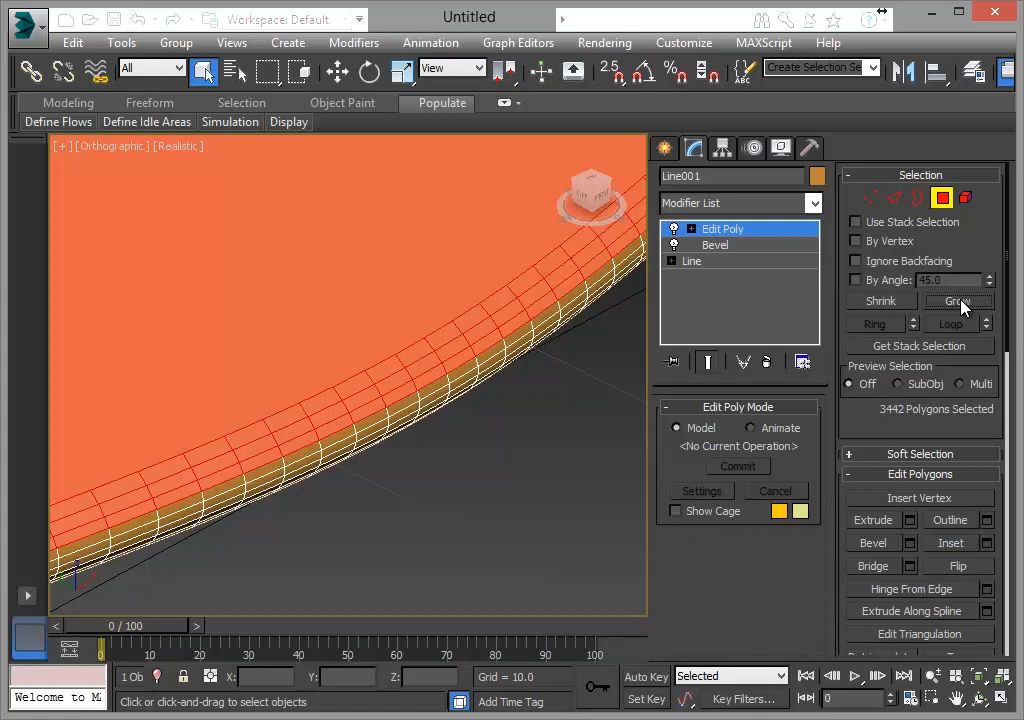 Workspace: Default
Untitled
Edit Tools Group Views Create Modifiers Animation Graph Editors Rendering Customize MAXScript Help
All View 2.5 Create Selection Se
Modeling Freeform Selection Object Paint Populate
Define Flows Define Idle Areas Simulation Display
[+] [Orthographic] [Realistic]
Line001
Modifier List
Edit Poly
Bevel
Line
Edit Poly Mode
Model Animate
<No Current Operation>
Commit
Settings Cancel
Show Cage
Selection
Use Stack Selection
By Vertex
Ignore Backfacing
By Angle: 45.0
Shrink Grow
Ring Loop
Get Stack Selection
Preview Selection
Off SubObj Multi
3442 Polygons Selected
Soft Selection
Edit Polygons
Insert Vertex
Extrude Outline
Bevel Inset
Bridge Flip
Hinge From Edge
Extrude Along Spline
Edit Triangulation
< 0 / 100 >
0 10 20 30 40 50 60 70 80 90 100
1 Ob X: Y: Z: Grid = 10.0 Auto Key Selected
Welcome to M Click or click-and-drag to select objects Add Time Tag Set Key Key Filters... 0